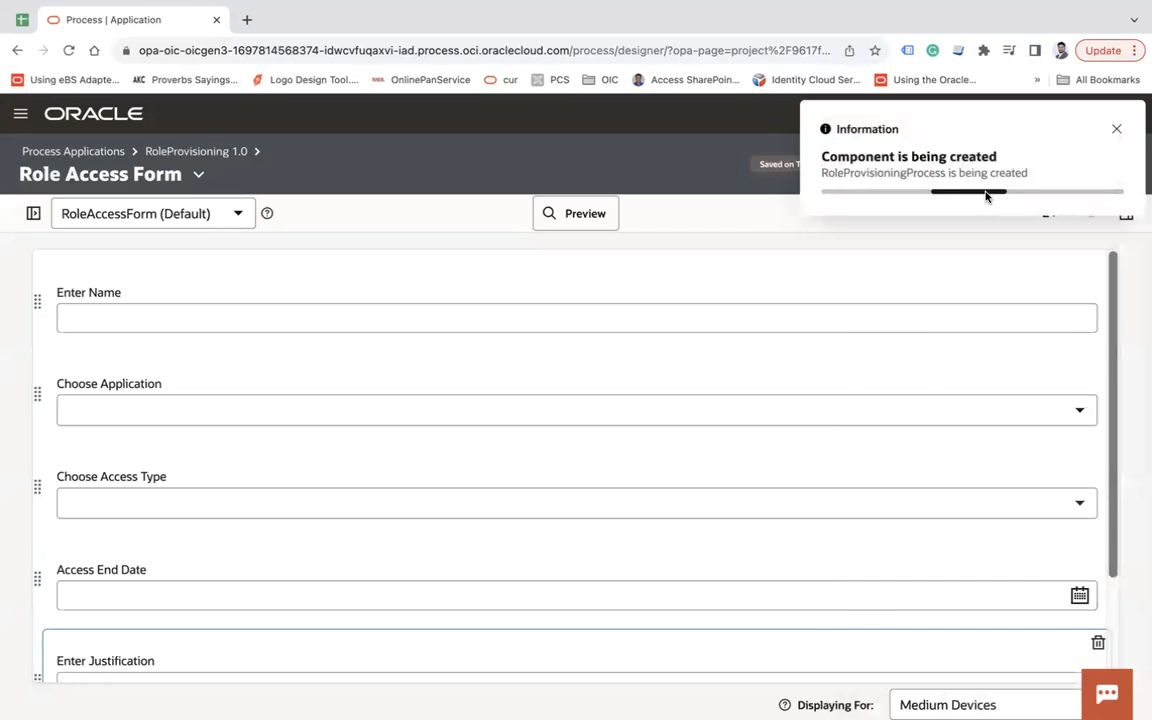 Process | Application
opa-oic-oicgen3-1697814568374-idwcvfuqaxvi-iad.process.oci.oraclecloud.com/process/designer/?opa-page=project%2F9617f...
Update
Using eBS Adapte...
AKC Proverbs Sayings...
Logo Design Tool....
OnlinePanService
cur
PCS
OIC
Access SharePoin...
Identity Cloud Ser...
Using the Oracle...
»
All Bookmarks
ORACLE
Information
Component is being created
RoleProvisioningProcess is being created
Process Applications > RoleProvisioning 1.0 >
Role Access Form
Saved on T
RoleAccessForm (Default)
Preview
Enter Name
Choose Application
Choose Access Type
Access End Date
Enter Justification
Displaying For:
Medium Devices